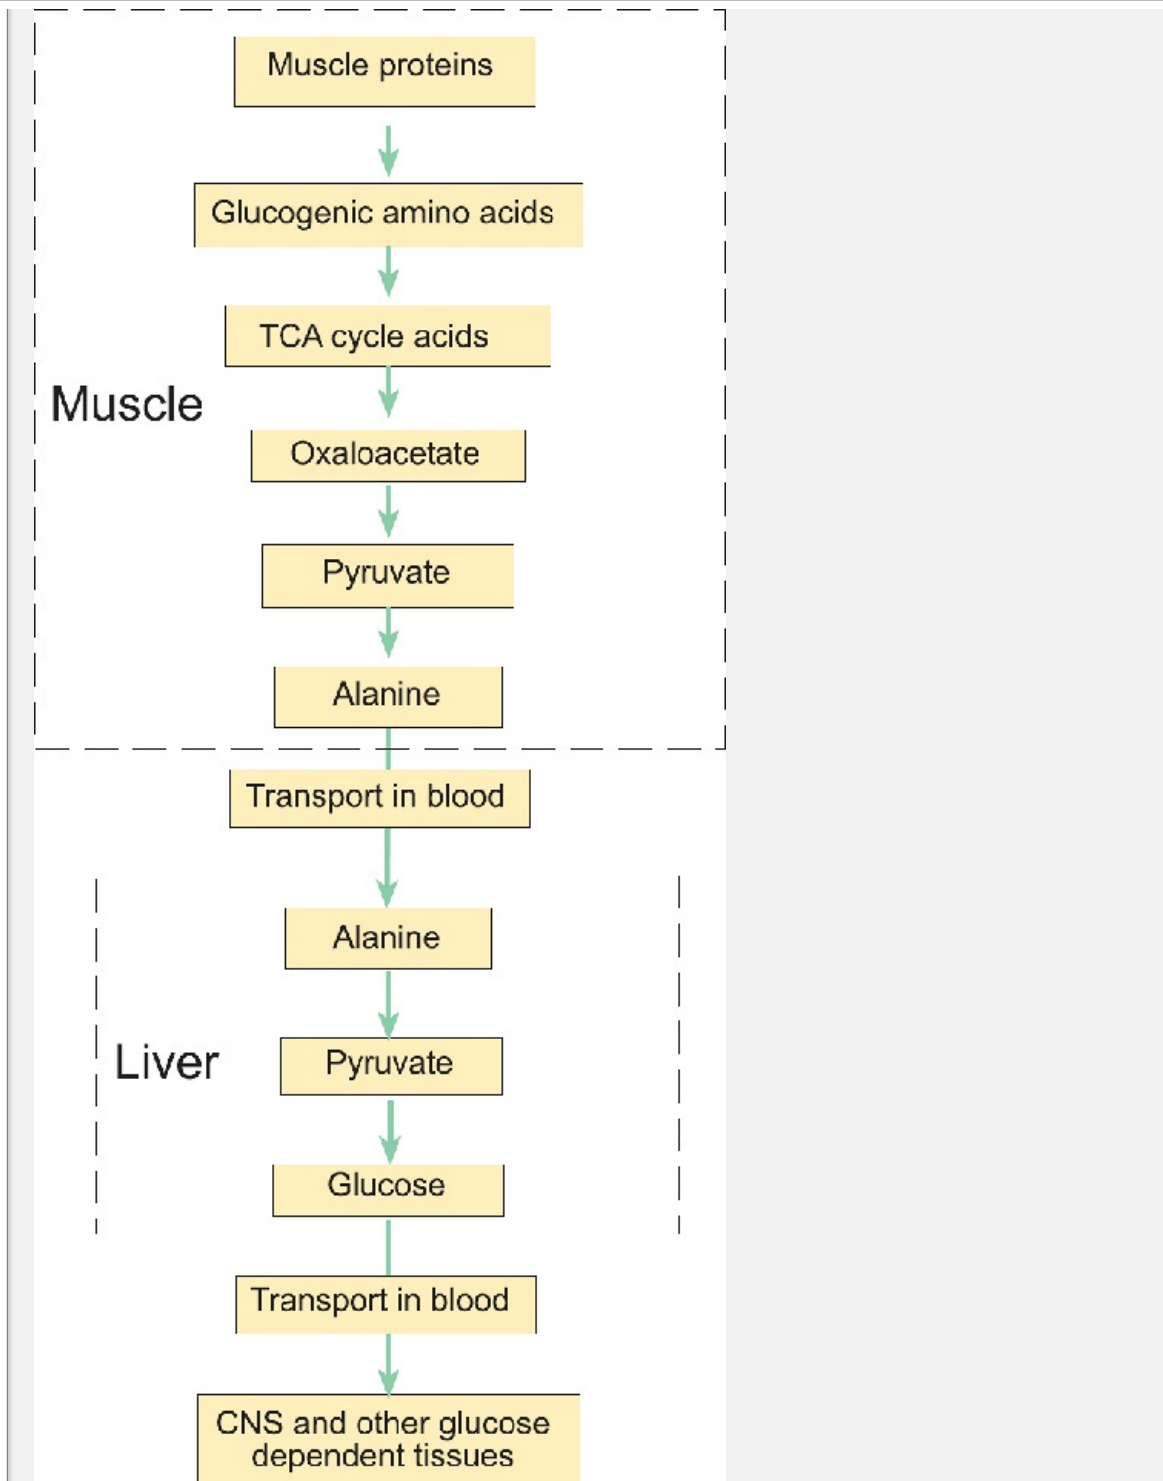 Muscle proteins
Glucogenic amino acids
TCA cycle acids
Muscle
Oxaloacetate
Pyruvate
Alanine
Transport in blood
Alanine
Liver
Pyruvate
Glucose
Transport in blood
CNS and other glucose
dependent tissues